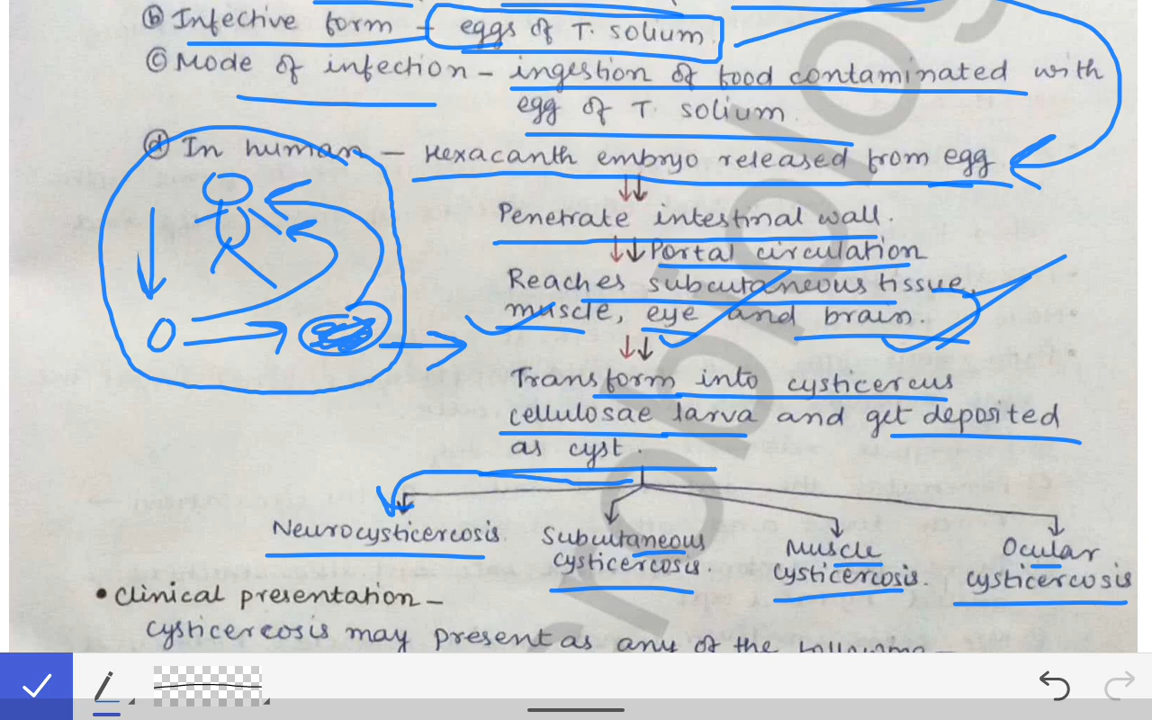 ⓑ Infective form - eggs of T. solium.
ⓒ Mode of infection - ingestion of food contaminated with
egg of T. solium.
ⓓ In human - Hexacanth embryo released from egg
↓↓
Penetrate intestinal wall.
↓↓ Portal circulation
Reaches subcutaneous tissue,
muscle, eye and brain.
↓↓
Transform into cysticercus
cellulosae larva and get deposited
as cyst.
Neurocysticercosis.
Subcutaneous
cysticercosis.
Muscle
cysticercosis.
Ocular
cysticercosis
• Clinical presentation -
cysticercosis may present as any of the following -